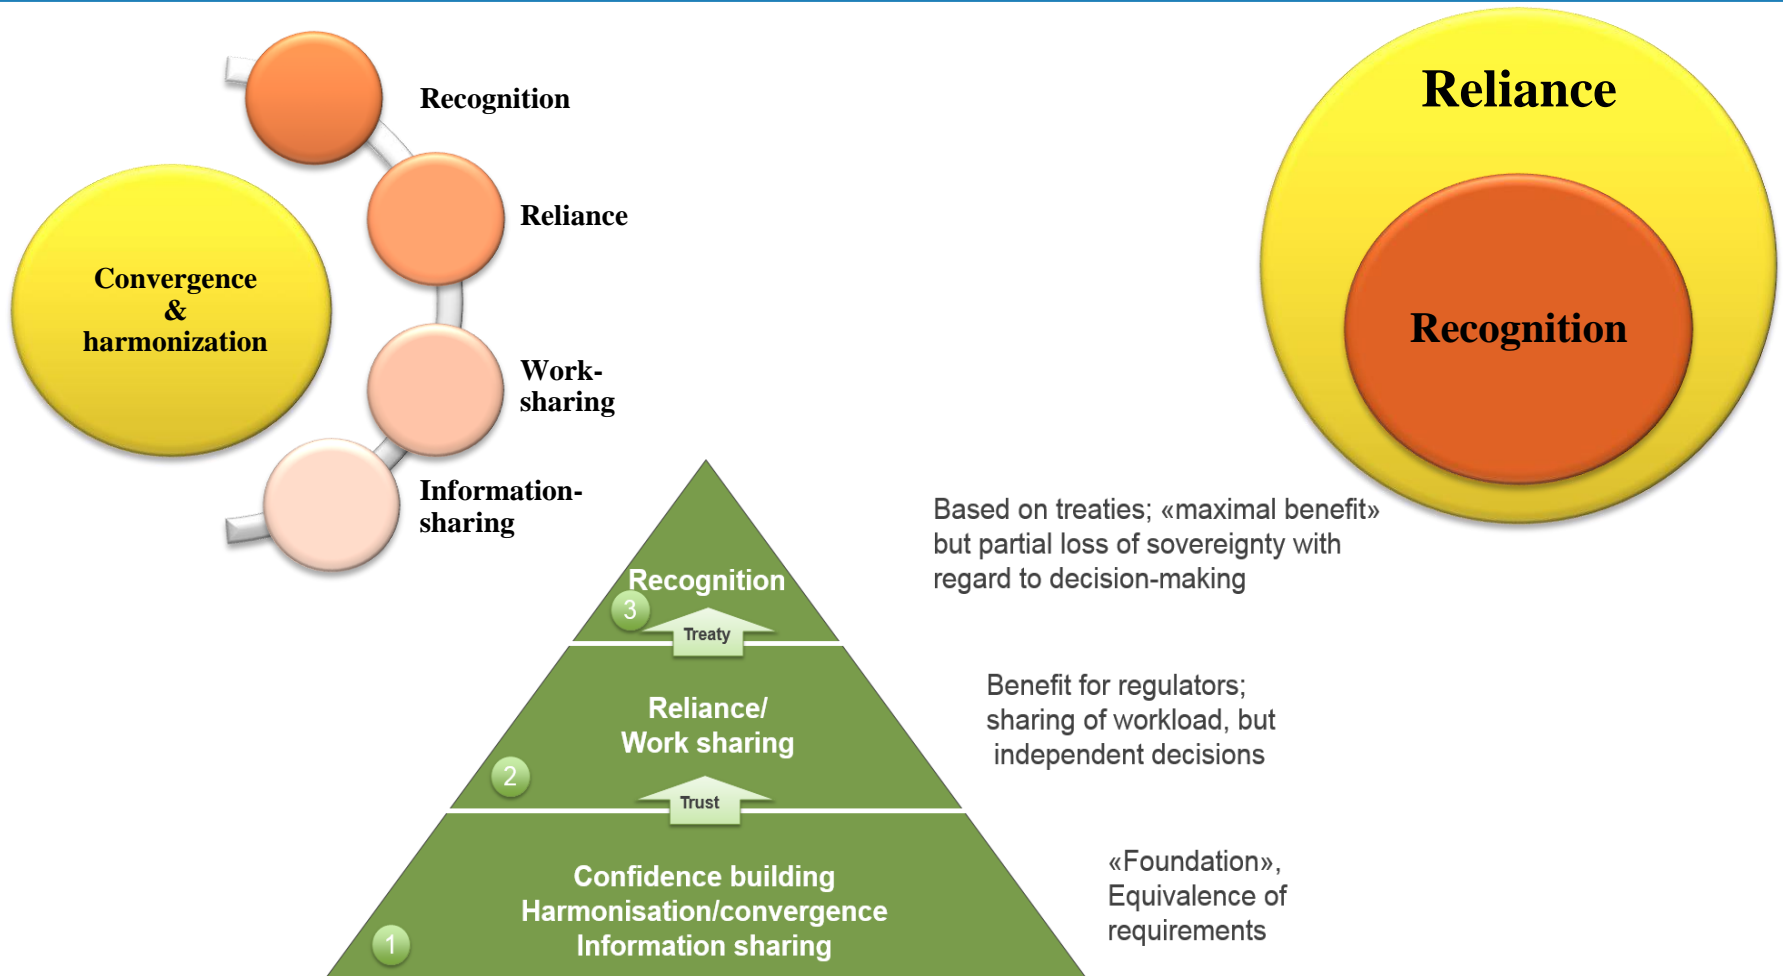 Recognition
Reliance
Convergence
&
harmonization
Work-
sharing
Information-
sharing
Reliance
Recognition
Recognition
3
Treaty
Based on treaties; «maximal benefit»
but partial loss of sovereignty with
regard to decision-making
Reliance/
Work sharing
2
Trust
Benefit for regulators;
sharing of workload, but
independent decisions
Confidence building
Harmonisation/convergence
Information sharing
1
«Foundation»,
Equivalence of
requirements